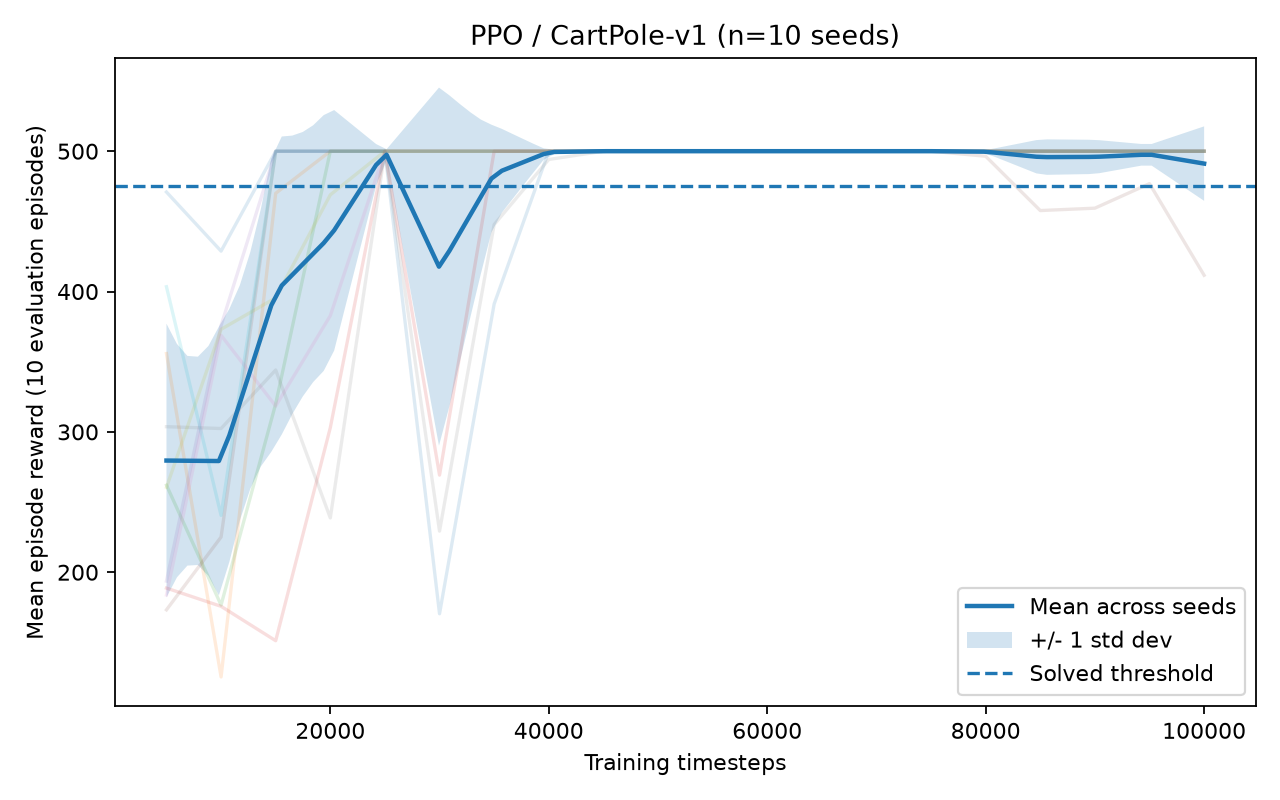 PPO / CartPole-v1 (n=10 seeds)
Mean episode reward (10 evaluation episodes)
500
400
300
200
Mean across seeds
+/- 1 std dev
Solved threshold
20000 40000 60000 80000 100000
Training timesteps